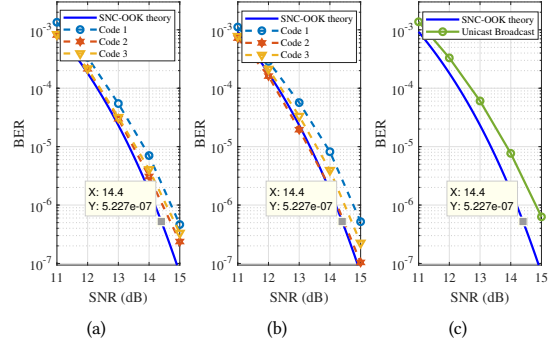 SNC-OOK theory
Code 1
Code 2
Code 3
10^-3
10^-4
10^-5
10^-6
10^-7
BER
X: 14.4
Y: 5.227e-07
11 12 13 14 15
SNR (dB)
(a)
SNC-OOK theory
Code 1
Code 2
Code 3
10^-3
10^-4
10^-5
10^-6
10^-7
BER
X: 14.4
Y: 5.227e-07
11 12 13 14 15
SNR (dB)
(b)
SNC-OOK theory
Unicast Broadcast
10^-3
10^-4
10^-5
10^-6
10^-7
BER
X: 14.4
Y: 5.227e-07
11 12 13 14 15
SNR (dB)
(c)